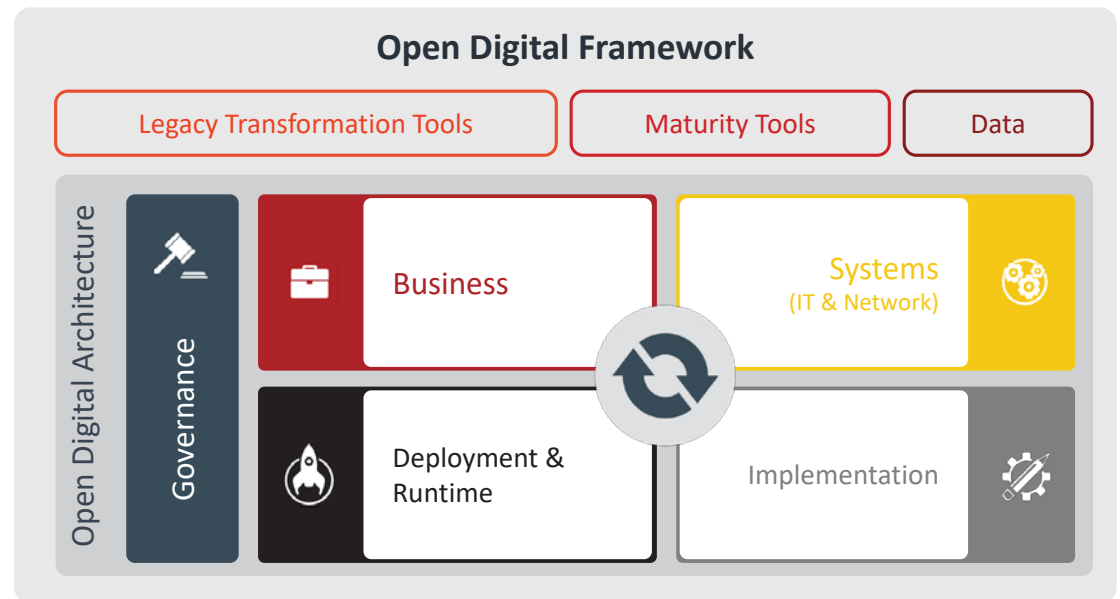 Open Digital Framework
Legacy Transformation Tools
Maturity Tools
Data
Open Digital Architecture
Governance
Business
Systems
(IT & Network)
Deployment &
Runtime
Implementation